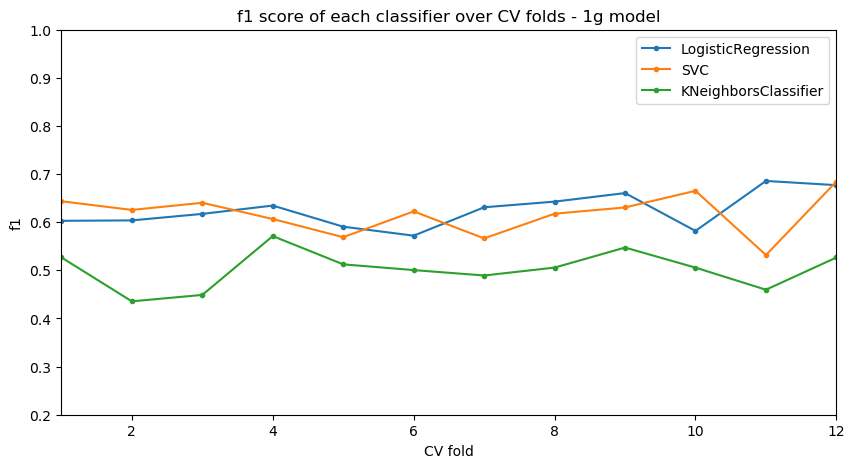 f1 score of each classifier over CV folds - 1g model
1.0
0.9
0.8
0.7
0.6
0.5
0.4
0.3
0.2
f1
LogisticRegression
SVC
KNeighborsClassifier
2 4 6 8 10 12
CV fold